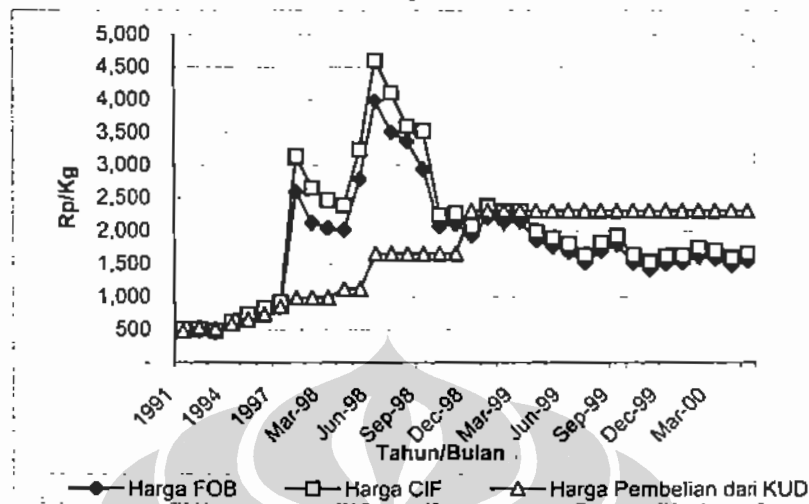 5,000
4,500
4,000
3,500
3,000
2,500
2,000
1,500
1,000
500
-
Rp/Kg
1991
1994
1997
Mar-98
Jun-98
Sep-98
Dec-98
Mar-99
Jun-99
Sep-99
Dec-99
Mar-00
Tahun/Bulan
Harga FOB Harga CIF Harga Pembelian dari KUD